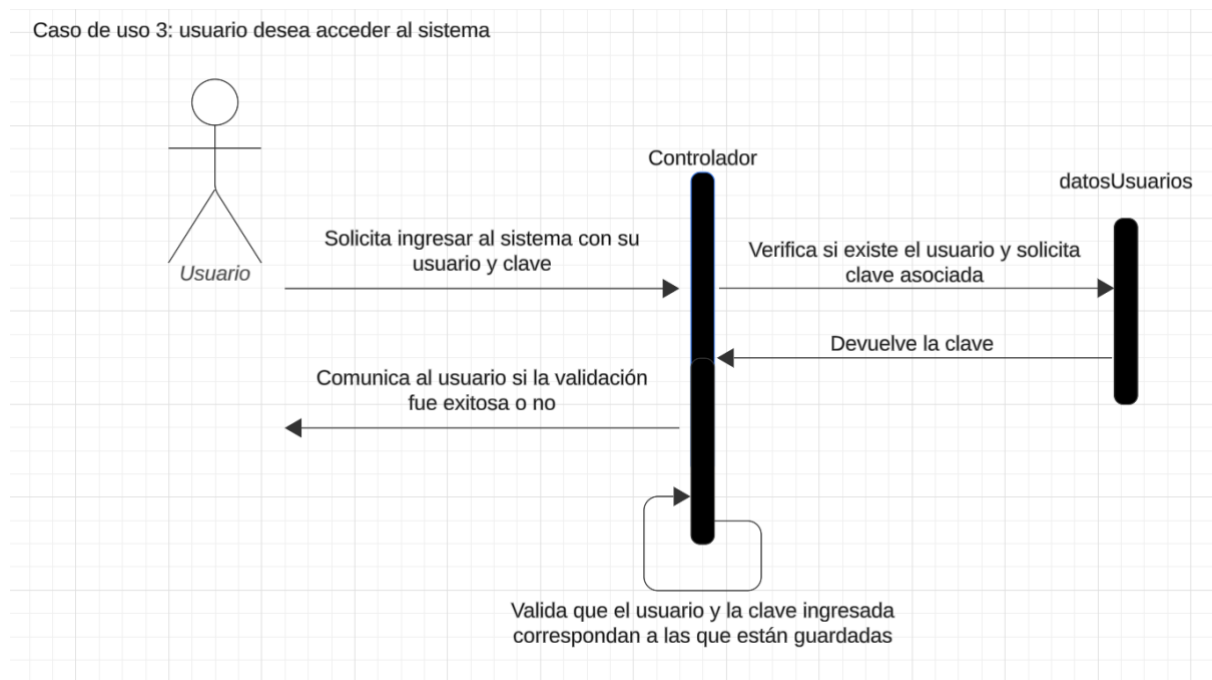 Caso de uso 3: usuario desea acceder al sistema
Controlador
datosUsuarios
Solicita ingresar al sistema con su
usuario y clave
Verifica si existe el usuario y solicita
clave asociada
Usuario
Devuelve la clave
Comunica al usuario si la validación
fue exitosa o no
Valida que el usuario y la clave ingresada
correspondan a las que están guardadas